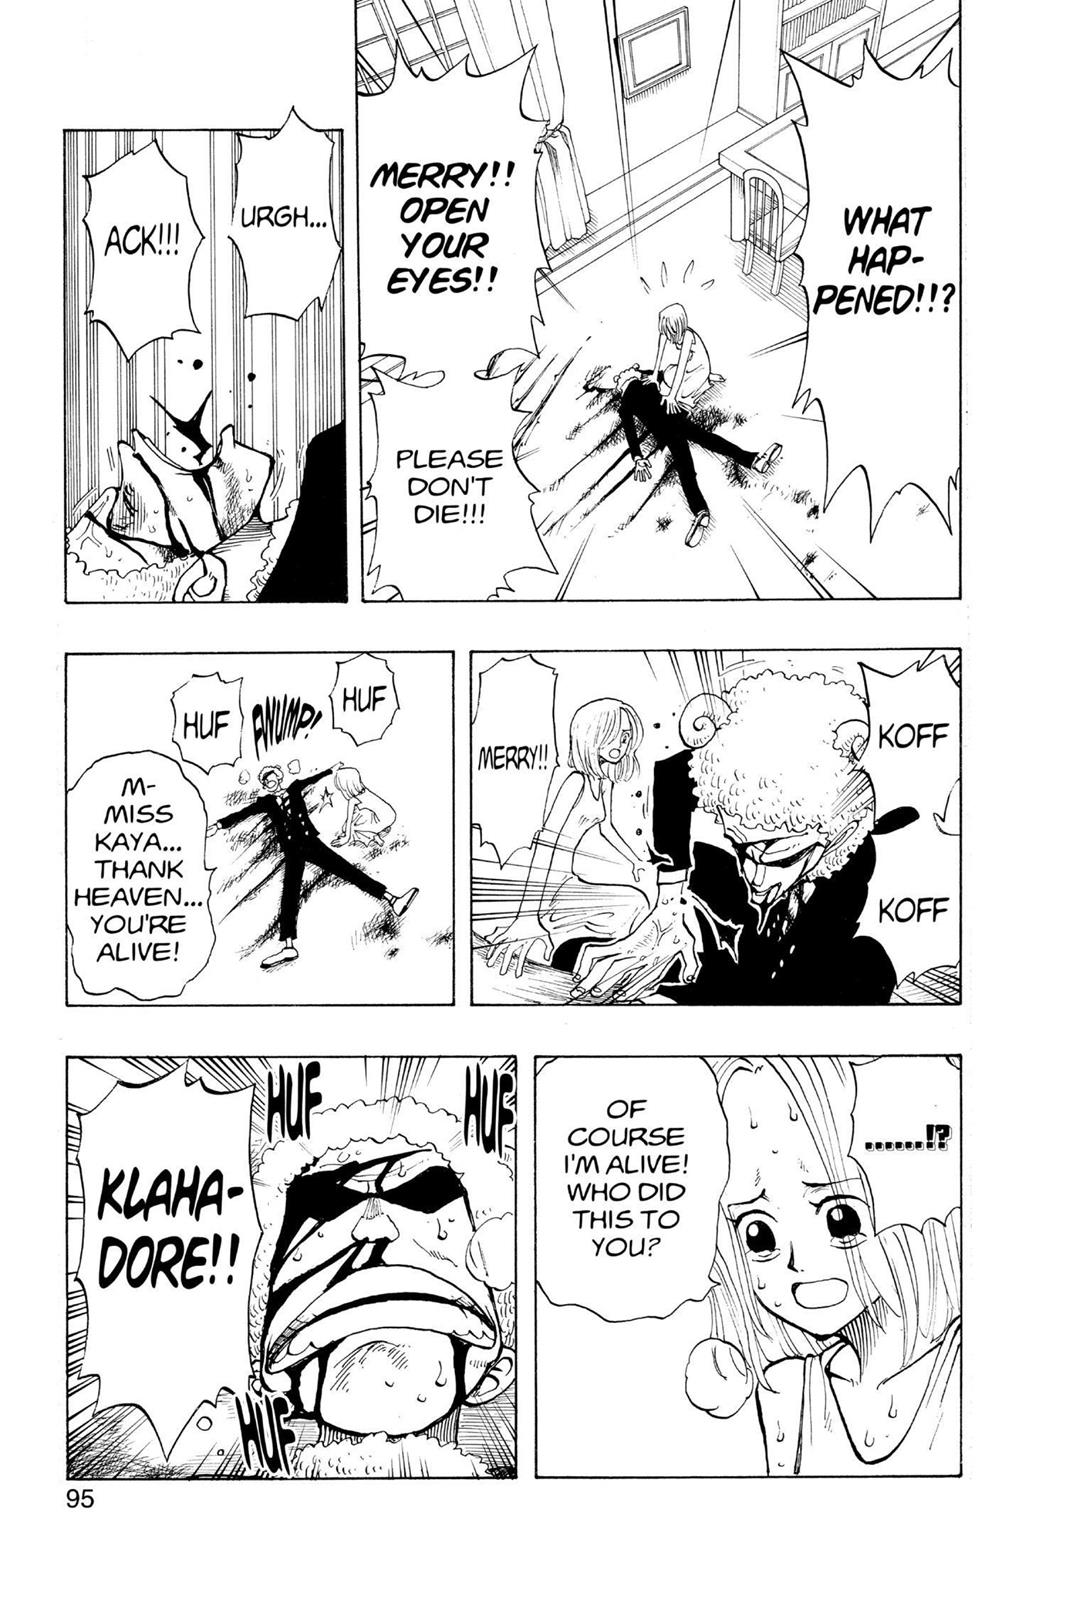 WHAT
HAP-
PENED!!?
MERRY!!
OPEN
YOUR
EYES!!
PLEASE
DON'T
DIE!!!
URGH...
ACK!!!
KOFF
KOFF
MERRY!!
HUF
FWUMP!
HUF
M-
MISS
KAYA...
THANK
HEAVEN...
YOU'RE
ALIVE!
......!?
OF
COURSE
I'M ALIVE!
WHO DID
THIS TO
YOU?
HUF
HUF
KLAHA-
DORE!!
HUF
95